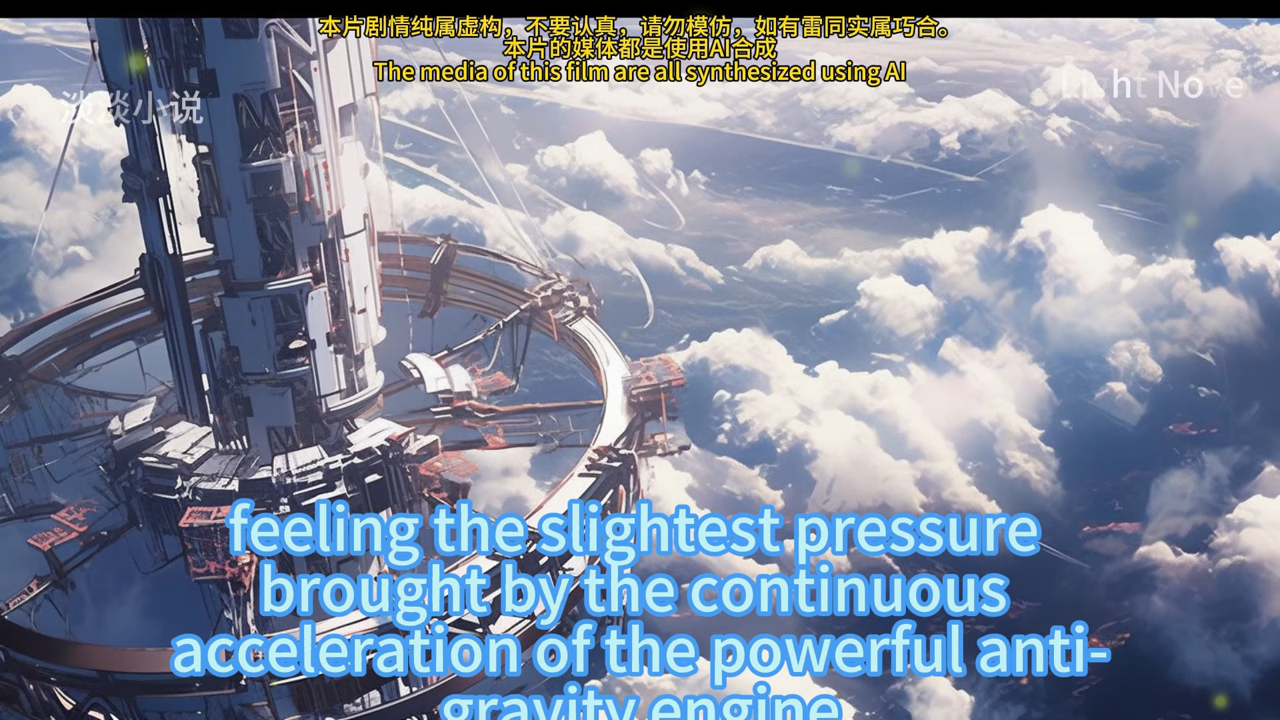 本片剧情纯属虚构，不要认真，请勿模仿，如有雷同实属巧合。
本片的媒体都是使用AI合成
The media of this film are all synthesized using AI
淡淡小说
Light Nove
feeling the slightest pressure
brought by the continuous
acceleration of the powerful anti-
gravity engine